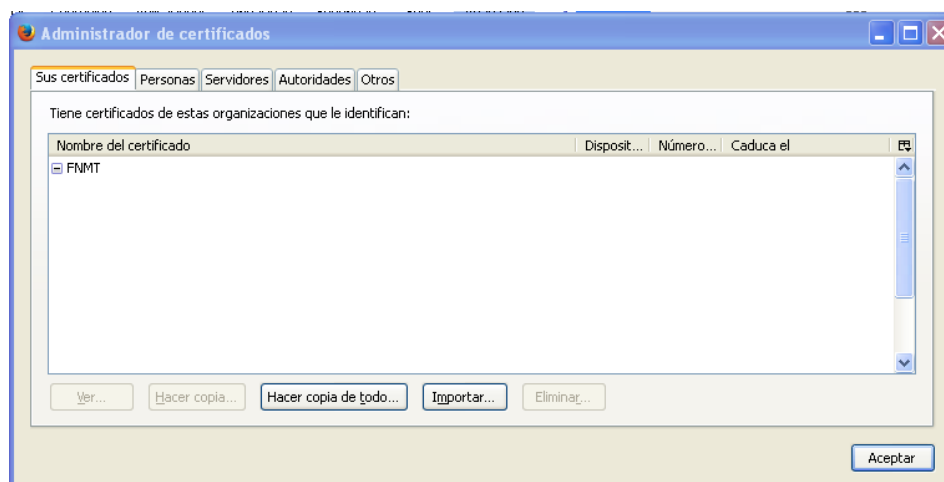 Administrador de certificados
Sus certificados Personas Servidores Autoridades Otros
Tiene certificados de estas organizaciones que le identifican:
Nombre del certificado Disposit... Número... Caduca el
FNMT
Ver... Hacer copia... Hacer copia de todo... Importar... Eliminar...
Aceptar